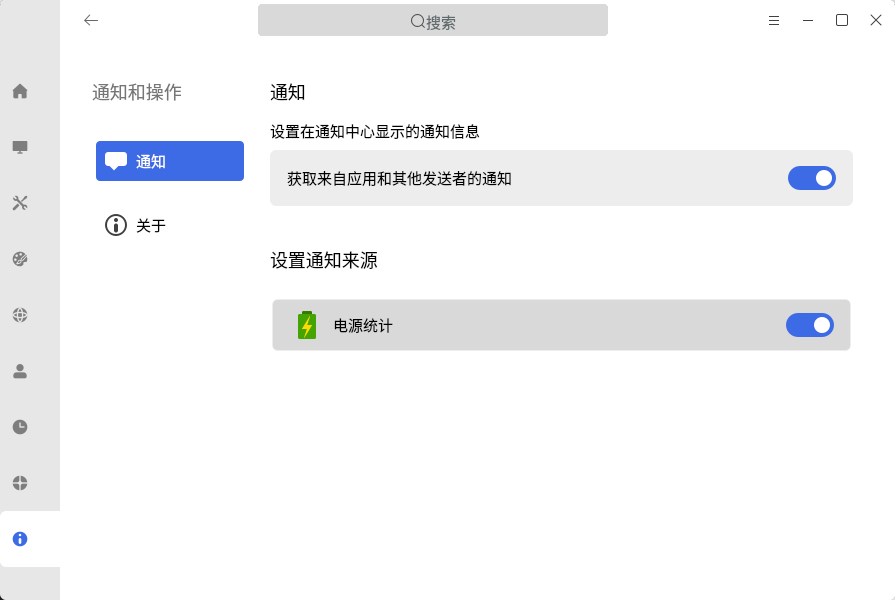 搜索
通知和操作
通知
关于
通知
设置在通知中心显示的通知信息
获取来自应用和其他发送者的通知
设置通知来源
电源统计